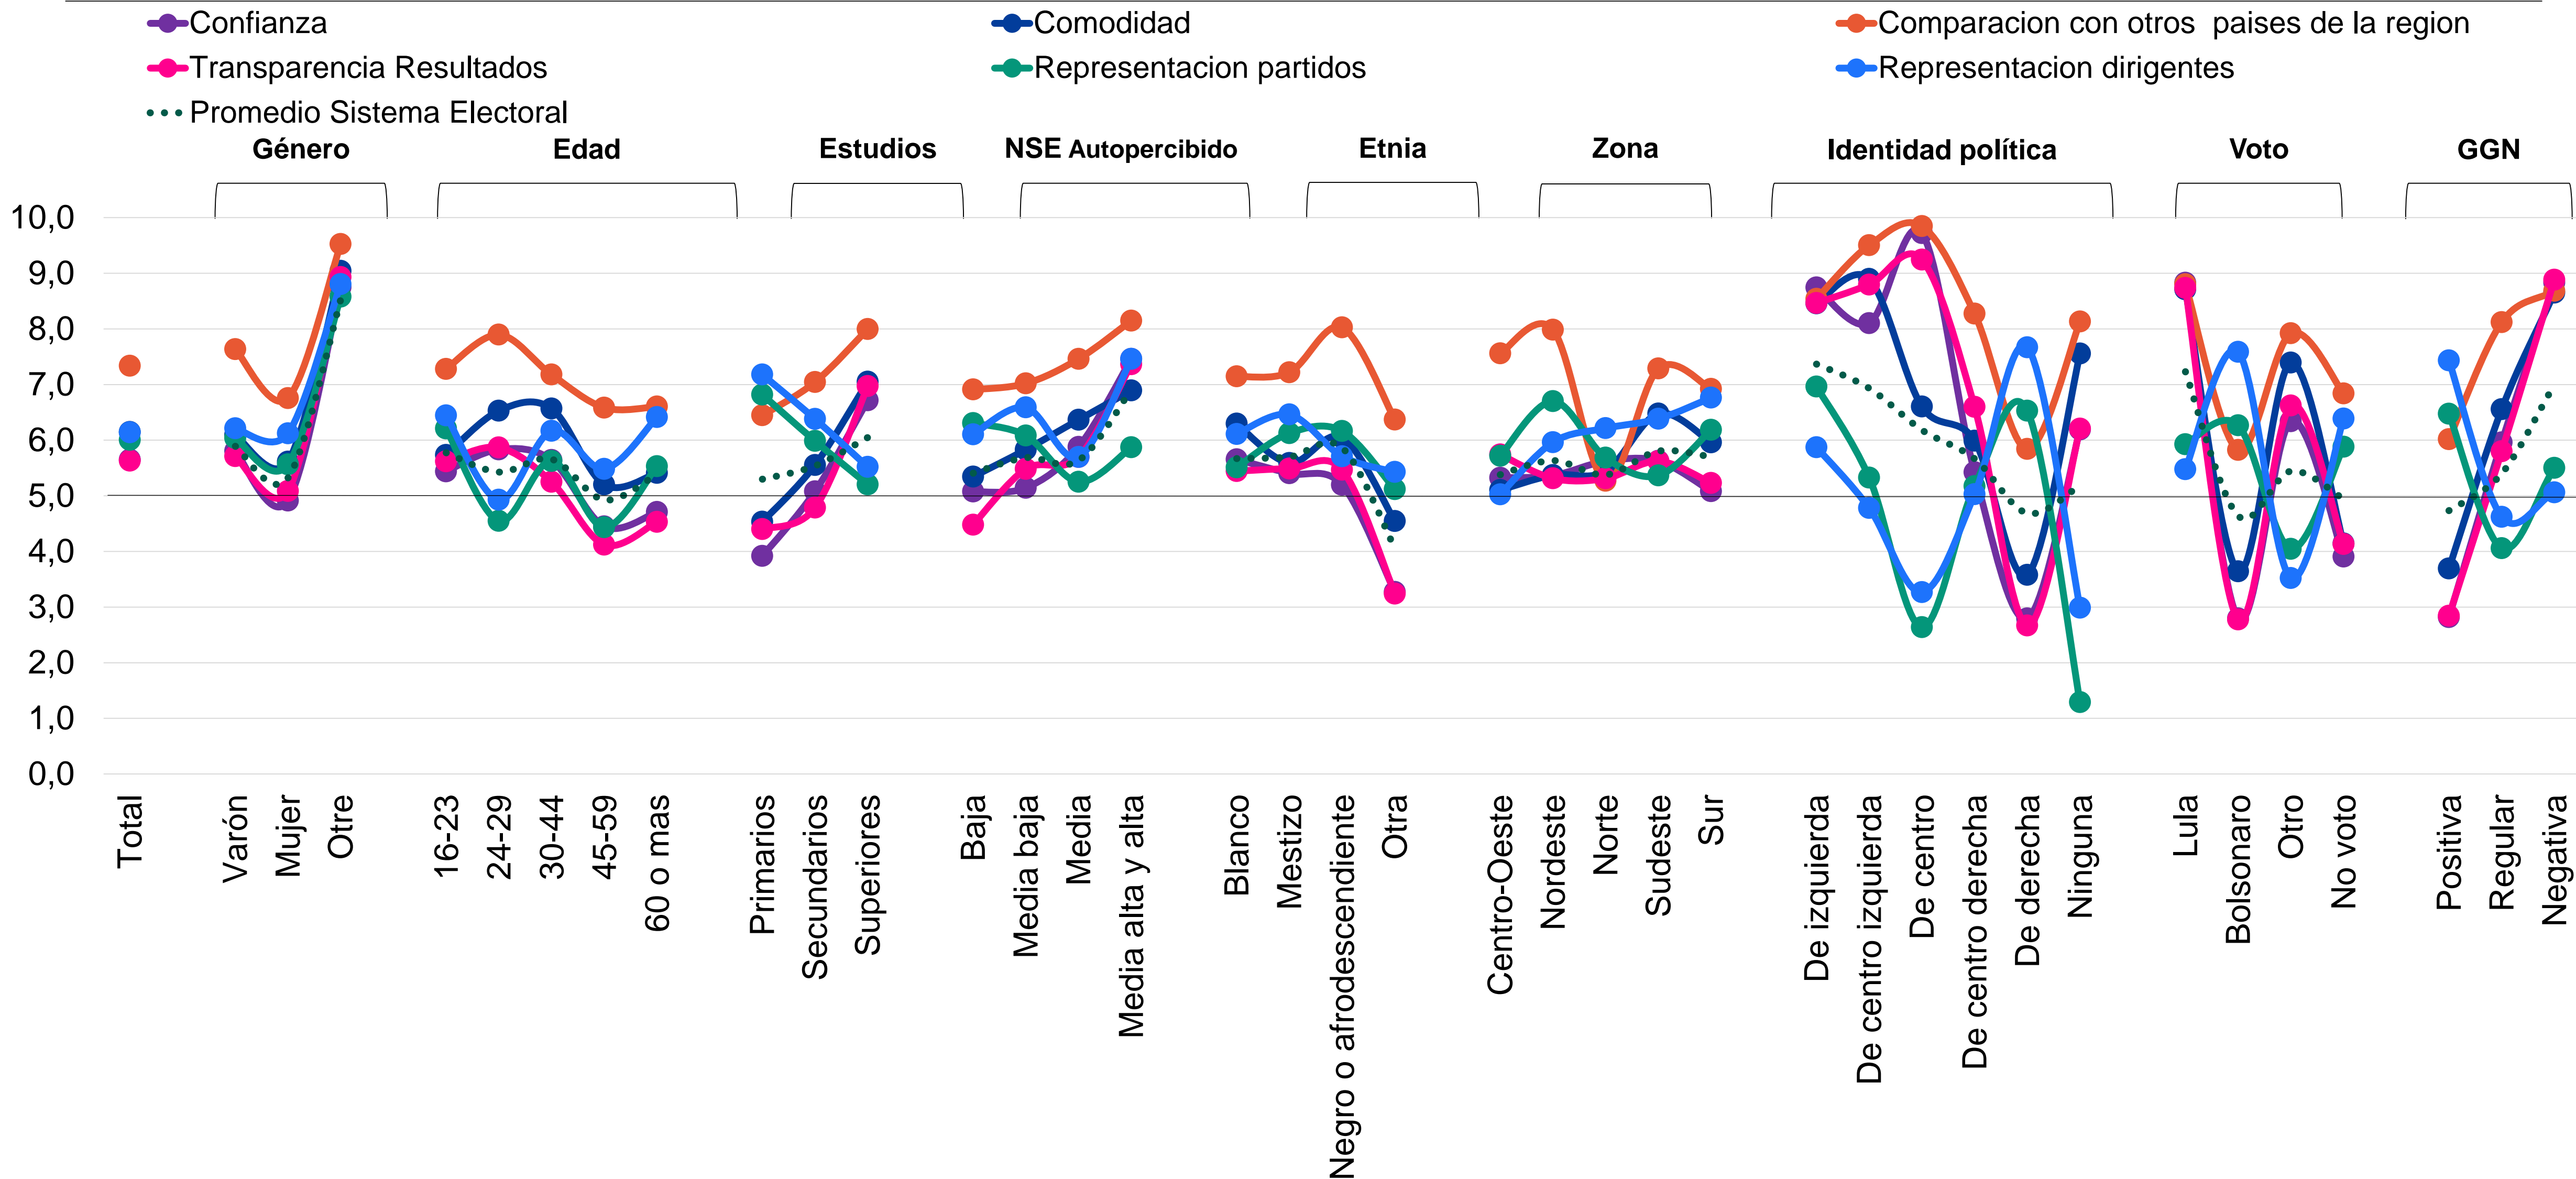 Confianza
Comodidad
Comparacion con otros  paises de la region
Transparencia Resultados
Representacion partidos
Representacion dirigentes
Promedio Sistema Electoral
Género
Edad
Estudios
NSE Autopercibido
Etnia
Zona
Identidad política
Voto
GGN
10,0
9,0
8,0
7,0
6,0
5,0
4,0
3,0
2,0
1,0
0,0
Total
Varón
Mujer
Otre
16-23
24-29
30-44
45-59
60 o mas
Primarios
Secundarios
Superiores
Baja
Media baja
Media
Media alta y alta
Blanco
Mestizo
Negro o afrodescendiente
Otra
Centro-Oeste
Nordeste
Norte
Sudeste
Sur
De izquierda
De centro izquierda
De centro
De centro derecha
De derecha
Ninguna
Lula
Bolsonaro
Otro
No voto
Positiva
Regular
Negativa